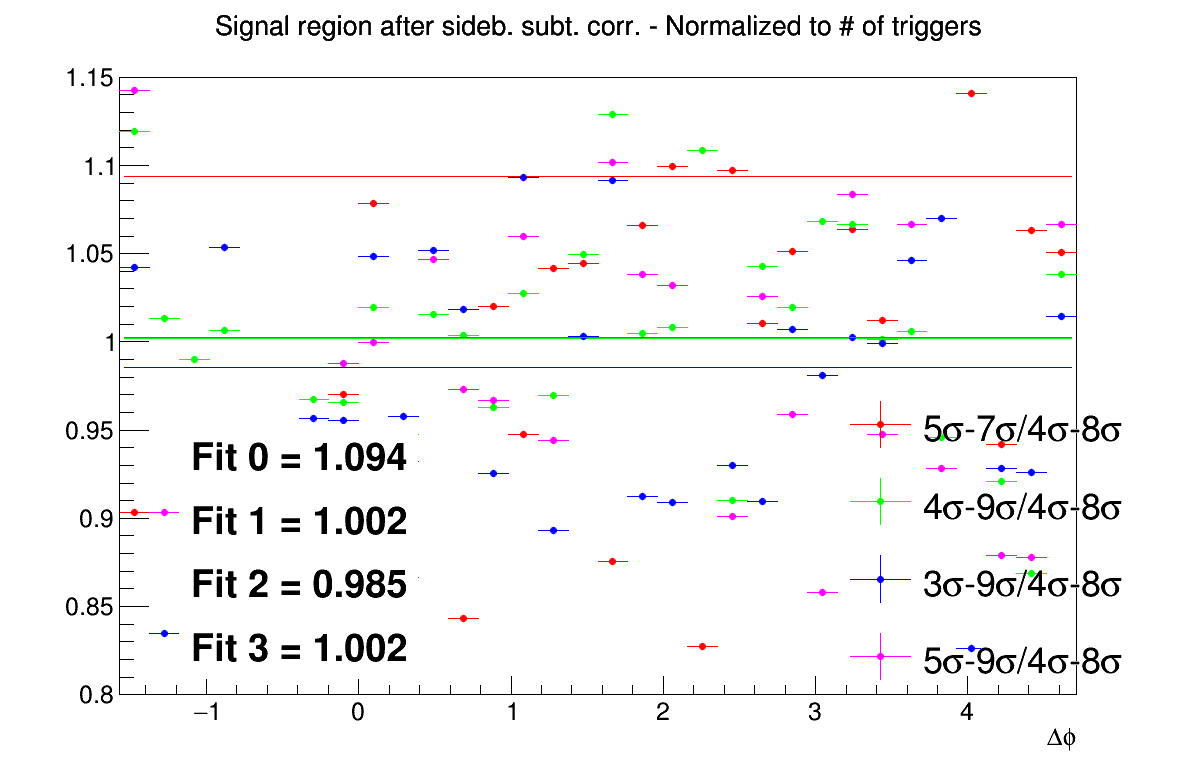 Signal region after sideb. subt. corr. - Normalized to # of triggers
1.15
1.1
1.05
1
0.95
0.9
0.85
0.8
Fit 0 = 1.094
Fit 1 = 1.002
Fit 2 = 0.985
Fit 3 = 1.002
5σ-7σ/4σ-8σ
4σ-9σ/4σ-8σ
3σ-9σ/4σ-8σ
5σ-9σ/4σ-8σ
−1 0 1 2 3 4
Δϕ